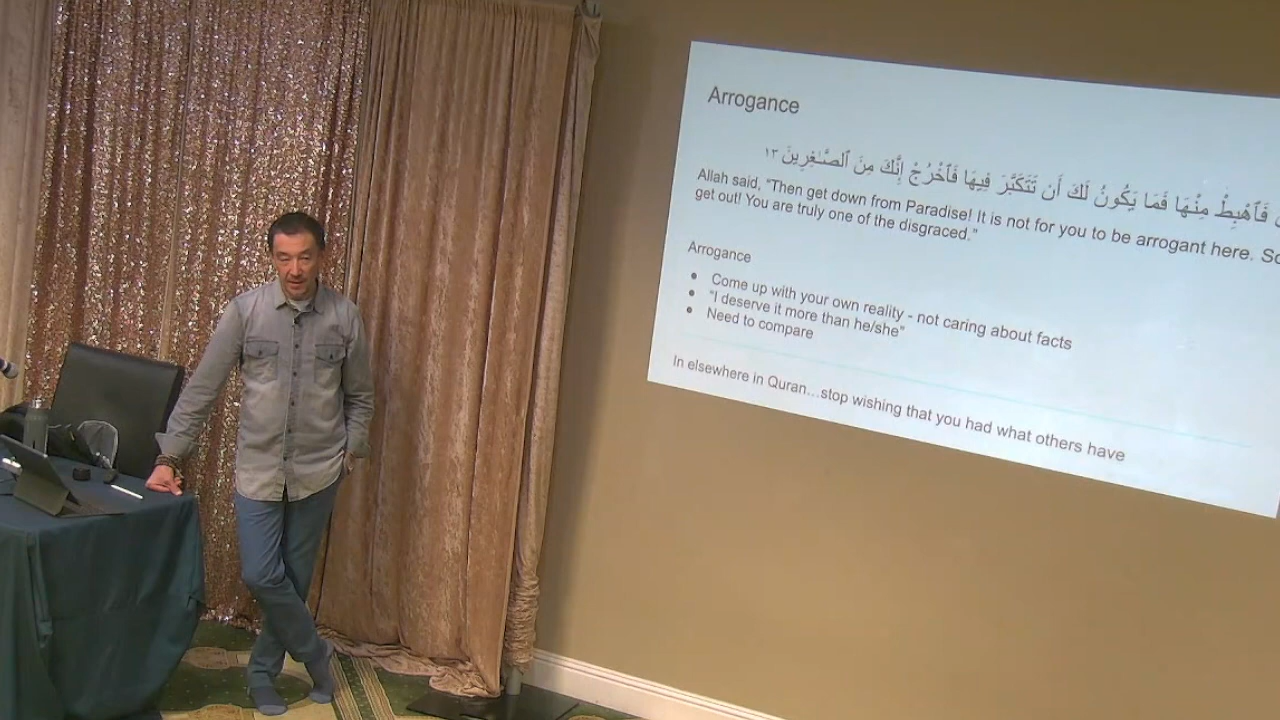 Arrogance
فَٱهْبِطْ مِنْهَا فَمَا يَكُونُ لَكَ أَن تَتَكَبَّرَ فِيهَا فَٱخْرُجْ إِنَّكَ مِنَ ٱلصَّـٰغِرِينَ ١٣
Allah said, “Then get down from Paradise! It is not for you to be arrogant here. So
get out! You are truly one of the disgraced.”
Arrogance
● Come up with your own reality - not caring about facts
● “I deserve it more than he/she”
● Need to compare
In elsewhere in Quran…stop wishing that you had what others have